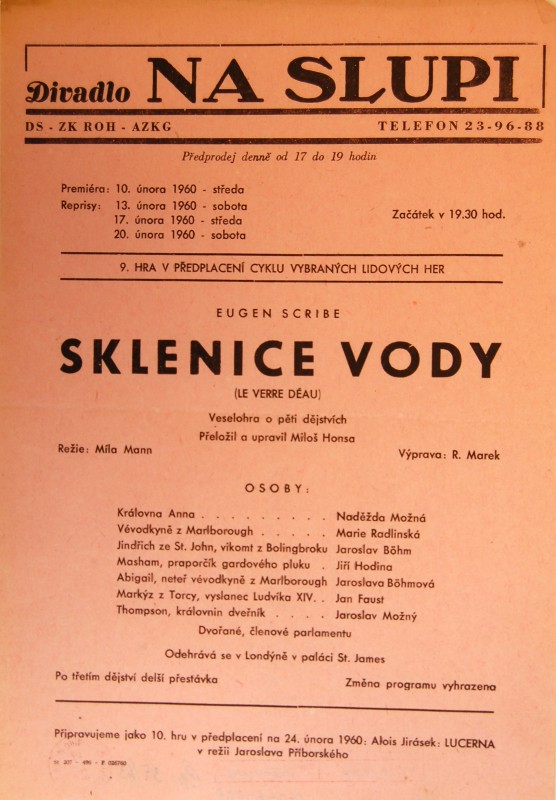 Divadlo NA SLUPI
DS - ZK ROH - AZKG TELEFON 23-96-88
Předprodej denně od 17 do 19 hodin
Premiéra: 10. února 1960 - středa
Reprisy: 13. února 1960 - sobota
17. února 1960 - středa
20. února 1960 - sobota
Začátek v 19.30 hod.
9. HRA V PŘEDPLACENÍ CYKLU VYBRANÝCH LIDOVÝCH HER
EUGEN SCRIBE
SKLENICE VODY
(LE VERRE DÉAU)
Veselohra o pěti dějstvích
Přeložil a upravil Miloš Honsa
Režie: Míla Mann Výprava: R. Marek
OSOBY:
Královna Anna . . . . . . . . . Naděžda Možná
Vévodkyně z Marlborough . . . . . Marie Radlinská
Jindřich ze St. John, vikomt z Bolingbroku Jaroslav Böhm
Masham, praporčík gardového pluku . Jiří Hodina
Abigail, neteř vévodkyně z Marlborough Jaroslava Böhmová
Markýz z Torcy, vyslanec Ludvíka XIV. . Jan Faust
Thompson, královnin dveřník . . . . Jaroslav Možný
Dvořané, členové parlamentu
Odehrává se v Londýně v paláci St. James
Po třetím dějství delší přestávka Změna programu vyhrazena
Připravujeme jako 10. hru v předplacení na 24. února 1960: Alois Jirásek: LUCERNA
v režii Jaroslava Příborského